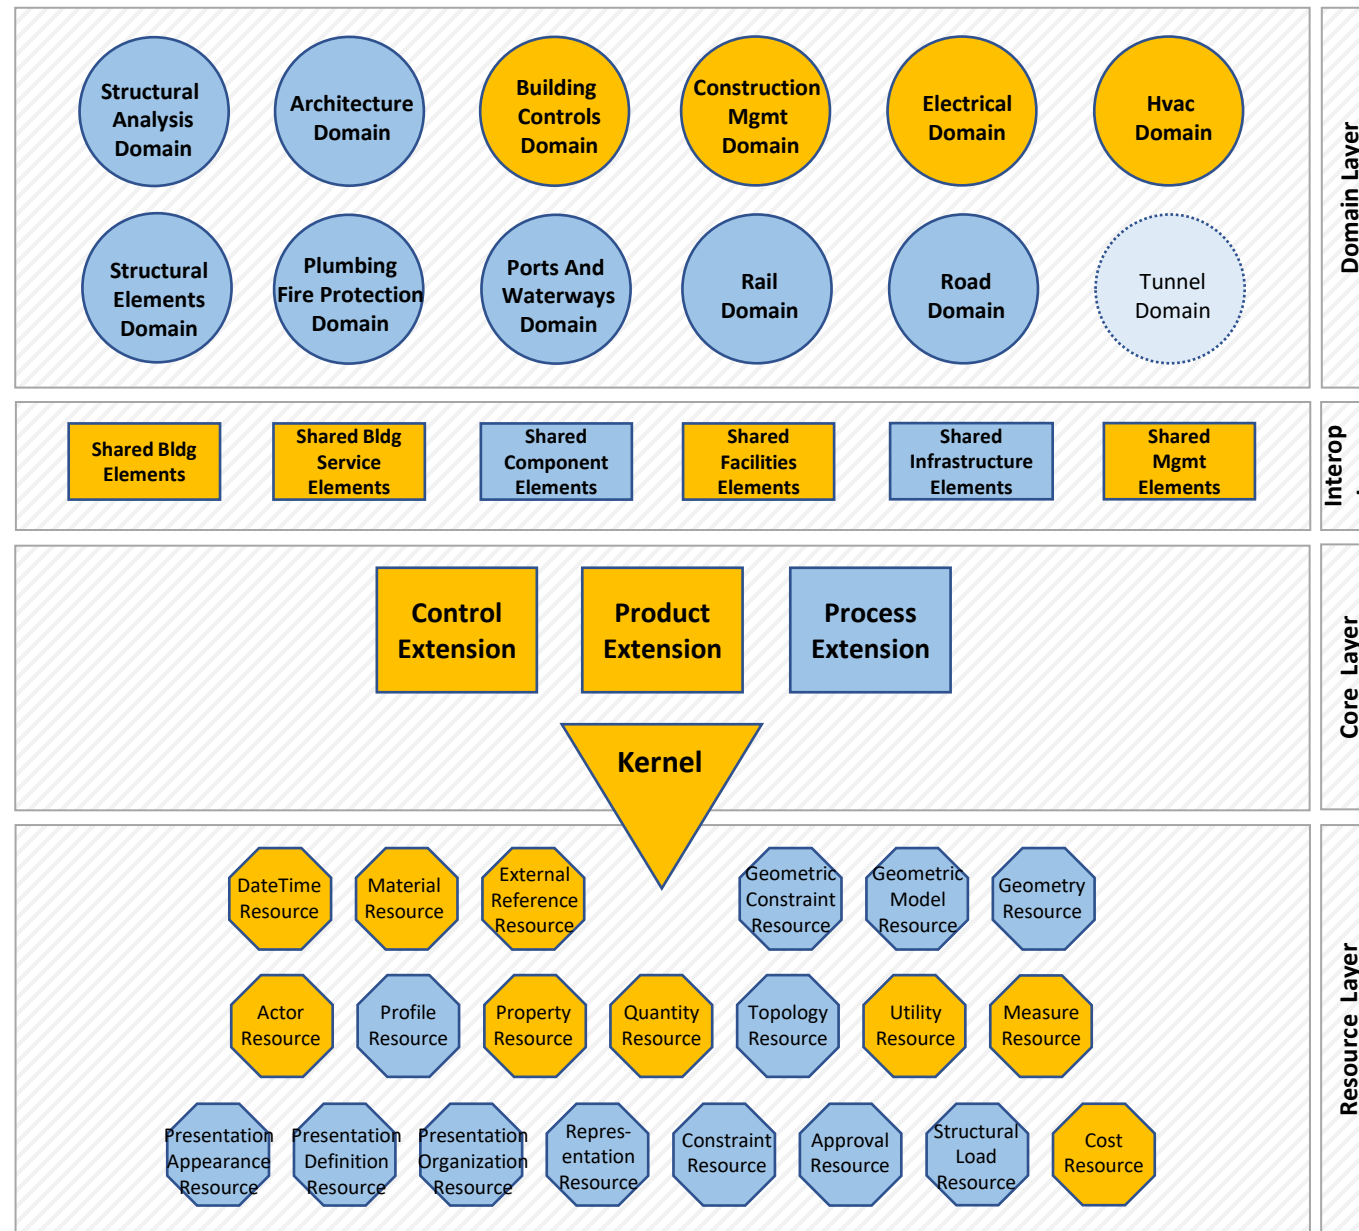 Structural
Analysis
Domain
Architecture
Domain
Building
Controls
Domain
Construction
Mgmt
Domain
Electrical
Domain
Hvac
Domain
Structural
Elements
Domain
Plumbing
Fire Protection
Domain
Ports And
Waterways
Domain
Rail
Domain
Road
Domain
Tunnel
Domain
Domain Layer
Shared Bldg
Elements
Shared Bldg
Service
Elements
Shared
Component
Elements
Shared
Facilities
Elements
Shared
Infrastructure
Elements
Shared
Mgmt
Elements
Interop
Control
Extension
Product
Extension
Process
Extension
Kernel
Core Layer
DateTime
Resource
Material
Resource
External
Reference
Resource
Geometric
Constraint
Resource
Geometric
Model
Resource
Geometry
Resource
Actor
Resource
Profile
Resource
Property
Resource
Quantity
Resource
Topology
Resource
Utility
Resource
Measure
Resource
Presentation
Appearance
Resource
Presentation
Definition
Resource
Presentation
Organization
Resource
Repres-
entation
Resource
Constraint
Resource
Approval
Resource
Structural
Load
Resource
Cost
Resource
Resource Layer